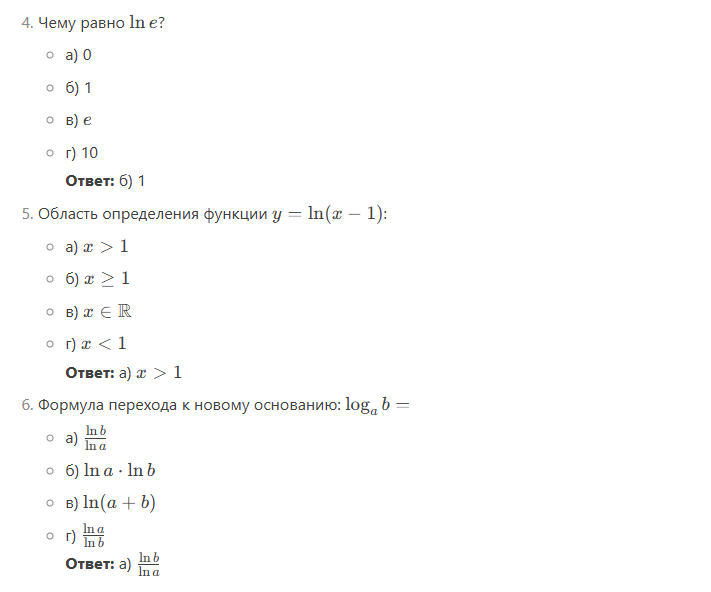 4. Чему равно ln e?
а) 0
б) 1
в) e
г) 10
Ответ: б) 1
5. Область определения функции y = ln(x − 1):
а) x > 1
б) x ≥ 1
в) x ∈ ℝ
г) x < 1
Ответ: а) x > 1
6. Формула перехода к новому основанию: logₐ b =
а) ln b / ln a
б) ln a · ln b
в) ln(a + b)
г) ln a / ln b
Ответ: а) ln b / ln a